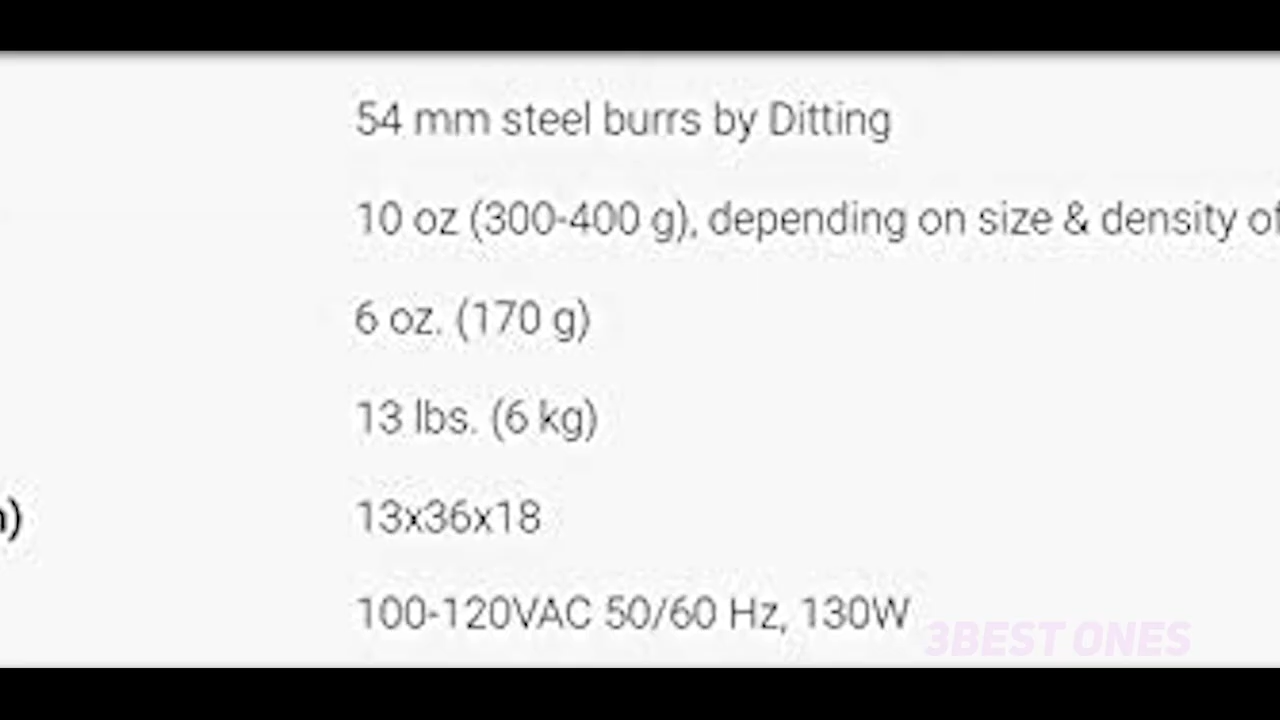 54 mm steel burrs by Ditting
10 oz (300-400 g), depending on size & density of
6 oz. (170 g)
13 lbs. (6 kg)
13x36x18
100-120VAC 50/60 Hz, 130W
3BEST ONES